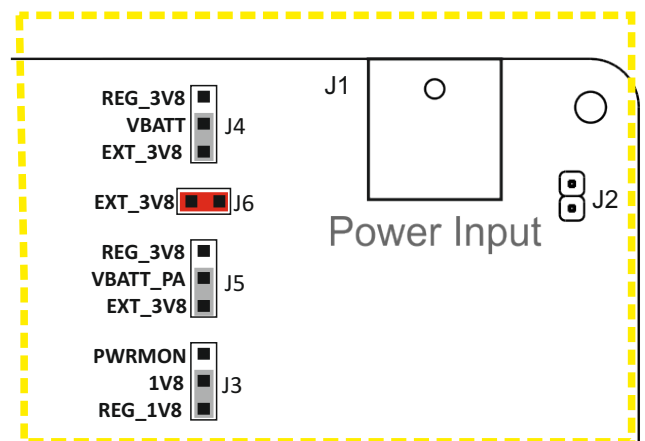 J1
REG_3V8
VBATT J4
EXT_3V8
EXT_3V8 J6
J2
Power Input
REG_3V8
VBATT_PA J5
EXT_3V8
PWRMON
1V8 J3
REG_1V8